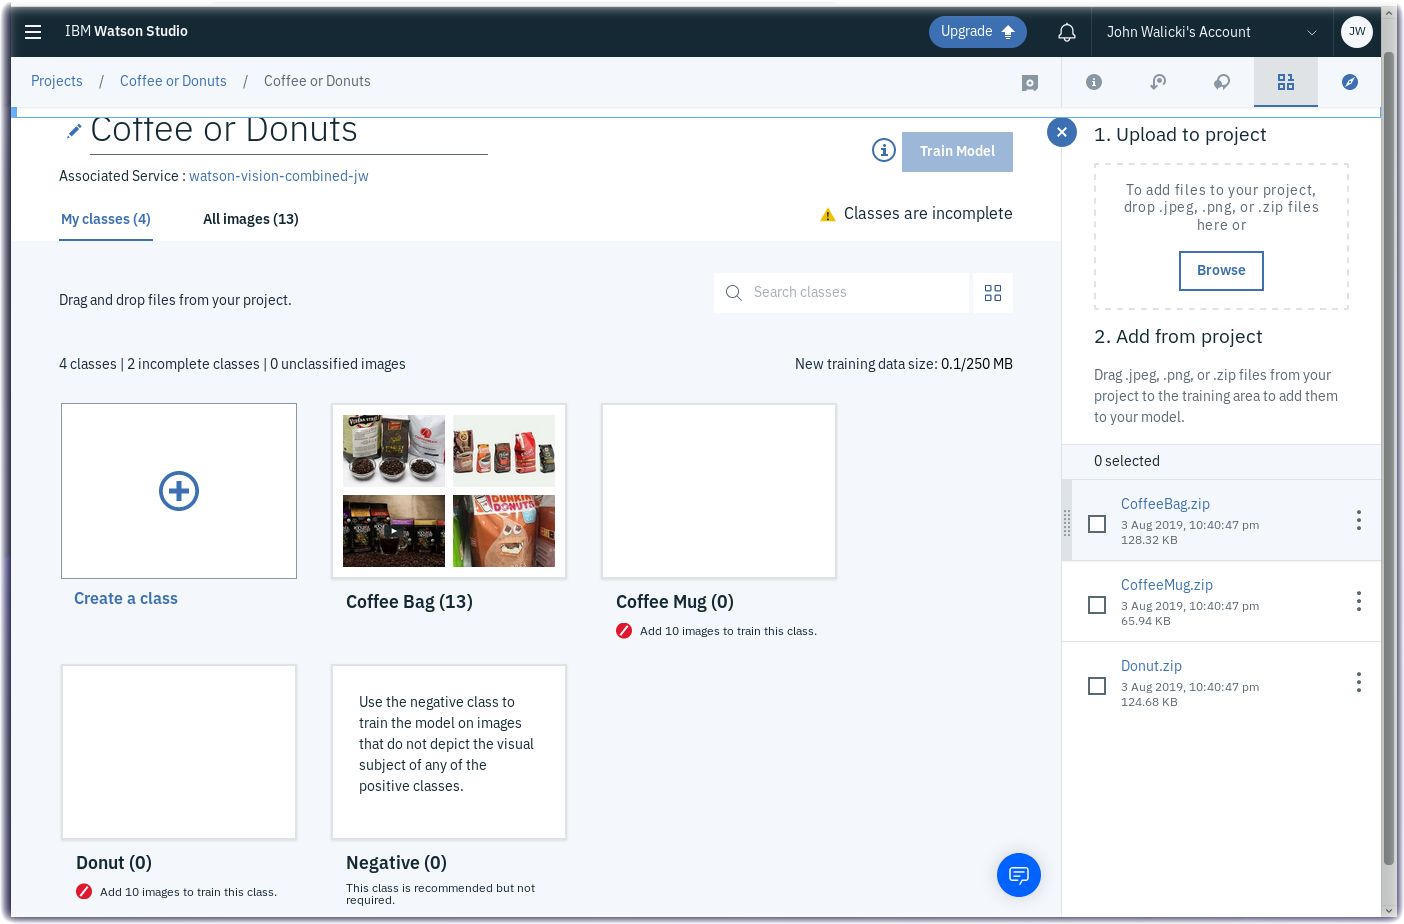 IBM Watson Studio
Upgrade
John Walicki's Account
JW
Projects / Coffee or Donuts / Coffee or Donuts
Coffee or Donuts
Train Model
Associated Service : watson-vision-combined-jw
My classes (4)
All images (13)
Classes are incomplete
Drag and drop files from your project.
Search classes
4 classes | 2 incomplete classes | 0 unclassified images
New training data size: 0.1/250 MB
Create a class
DUNKIN'
DONUTS
Coffee Bag (13)
Coffee Mug (0)
Add 10 images to train this class.
Donut (0)
Add 10 images to train this class.
Use the negative class to
train the model on images
that do not depict the visual
subject of any of the
positive classes.
Negative (0)
This class is recommended but not
required.
1. Upload to project
To add files to your project,
drop .jpeg, .png, or .zip files
here or
Browse
2. Add from project
Drag .jpeg, .png, or .zip files from your
project to the training area to add them
to your model.
0 selected
CoffeeBag.zip
3 Aug 2019, 10:40:47 pm
128.32 KB
CoffeeMug.zip
3 Aug 2019, 10:40:47 pm
65.94 KB
Donut.zip
3 Aug 2019, 10:40:47 pm
124.68 KB